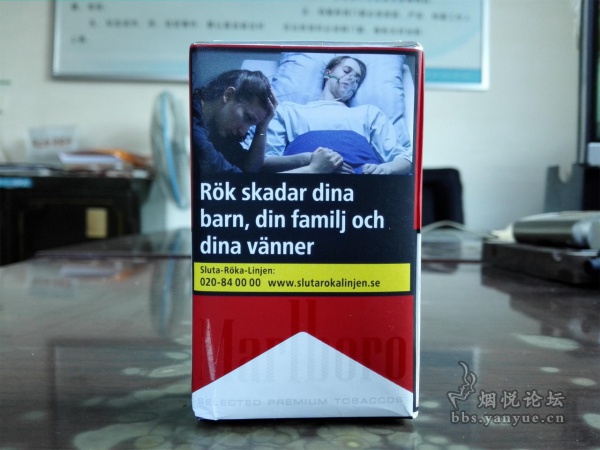 Rök skadar dina
barn, din familj och
dina vänner
Sluta-Röka-Linjen:
020-84 00 00 www.slutarokalinjen.se
Marlboro
SELECTED PREMIUM TOBACCOS
烟悦论坛
bbs.yanyue.cn